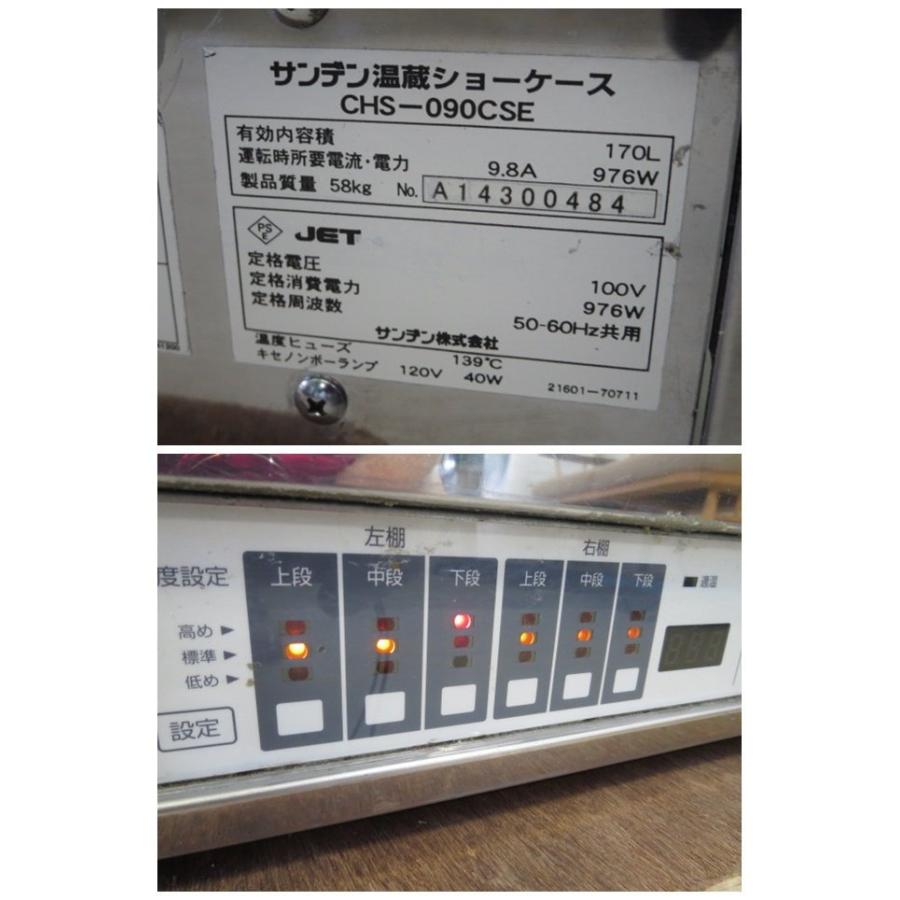 サンデン温蔵ショーケース
CHS-090CSE
有効内容積 170L
運転時所要電流・電力 9.8A 976W
製品質量 58kg No. A14300484
PSE JET
定格電圧 100V
定格消費電力 976W
定格周波数 50-60Hz共用
サンデン株式会社
温度ヒューズ 139℃
キセノンポーランプ 120V 40W
21601-70711
左棚 右棚
度設定 上段 中段 下段 上段 中段 下段 適温
高め▶
標準▶
低め▶
設定